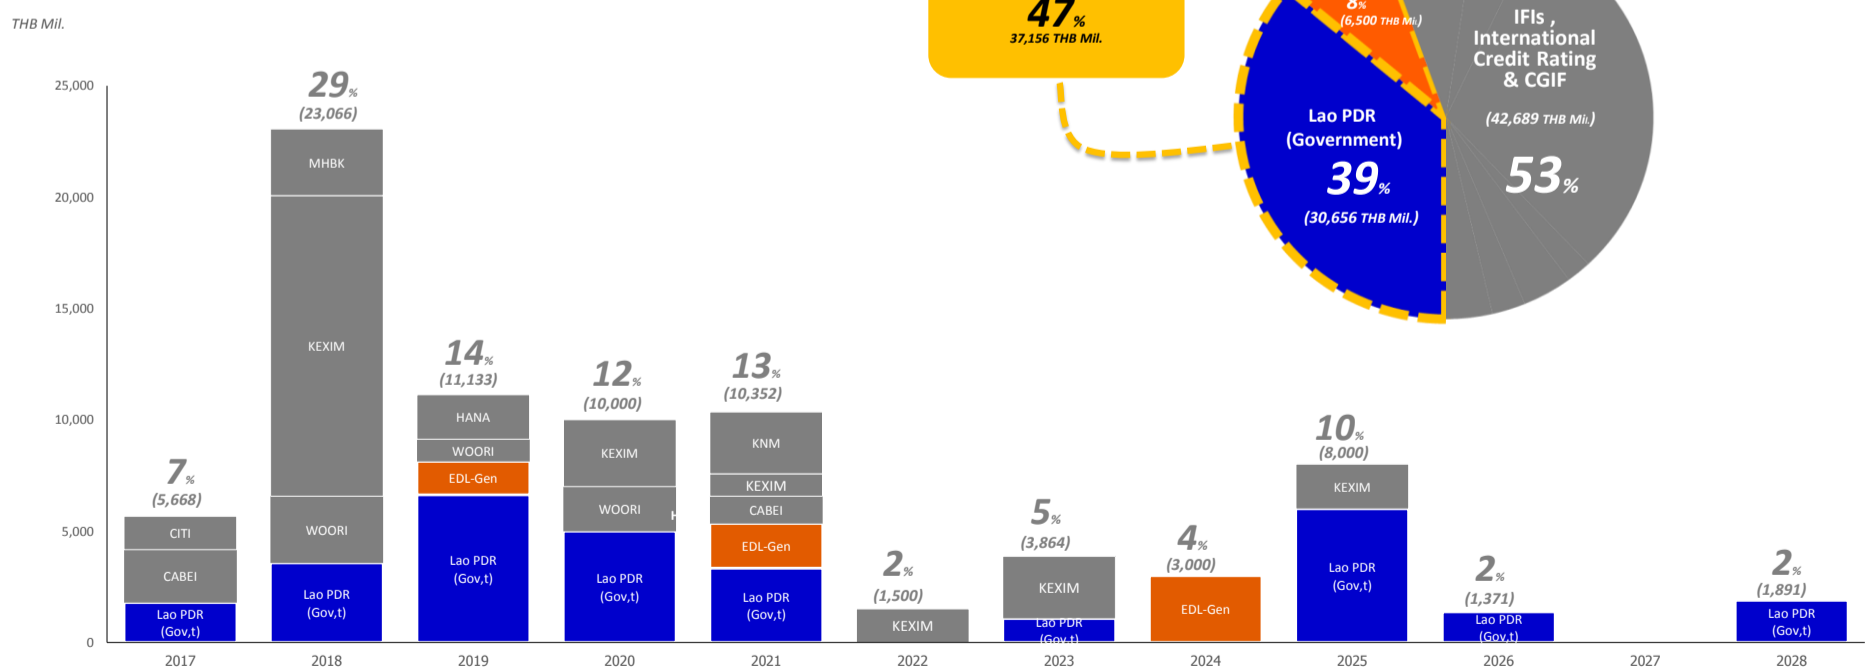 THB Mil.
47%
37,156 THB Mil.
8%
(6,500 THB Mil.)
IFIs ,
International
Credit Rating
& CGIF
(42,689 THB Mil.)
53%
Lao PDR
(Government)
39%
(30,656 THB Mil.)
25,000
20,000
15,000
10,000
5,000
0
7%
(5,668)
CITI
CABEI
Lao PDR
(Gov,t)
29%
(23,066)
MHBK
KEXIM
WOORI
Lao PDR
(Gov,t)
14%
(11,133)
HANA
WOORI
EDL-Gen
Lao PDR
(Gov,t)
12%
(10,000)
KEXIM
WOORI
H
Lao PDR
(Gov,t)
13%
(10,352)
KNM
KEXIM
CABEI
EDL-Gen
Lao PDR
(Gov,t)
2%
(1,500)
KEXIM
5%
(3,864)
KEXIM
Lao PDR
(Gov,t)
4%
(3,000)
EDL-Gen
10%
(8,000)
KEXIM
Lao PDR
(Gov,t)
2%
(1,371)
Lao PDR
(Gov,t)
2%
(1,891)
Lao PDR
(Gov,t)
2017 2018 2019 2020 2021 2022 2023 2024 2025 2026 2027 2028